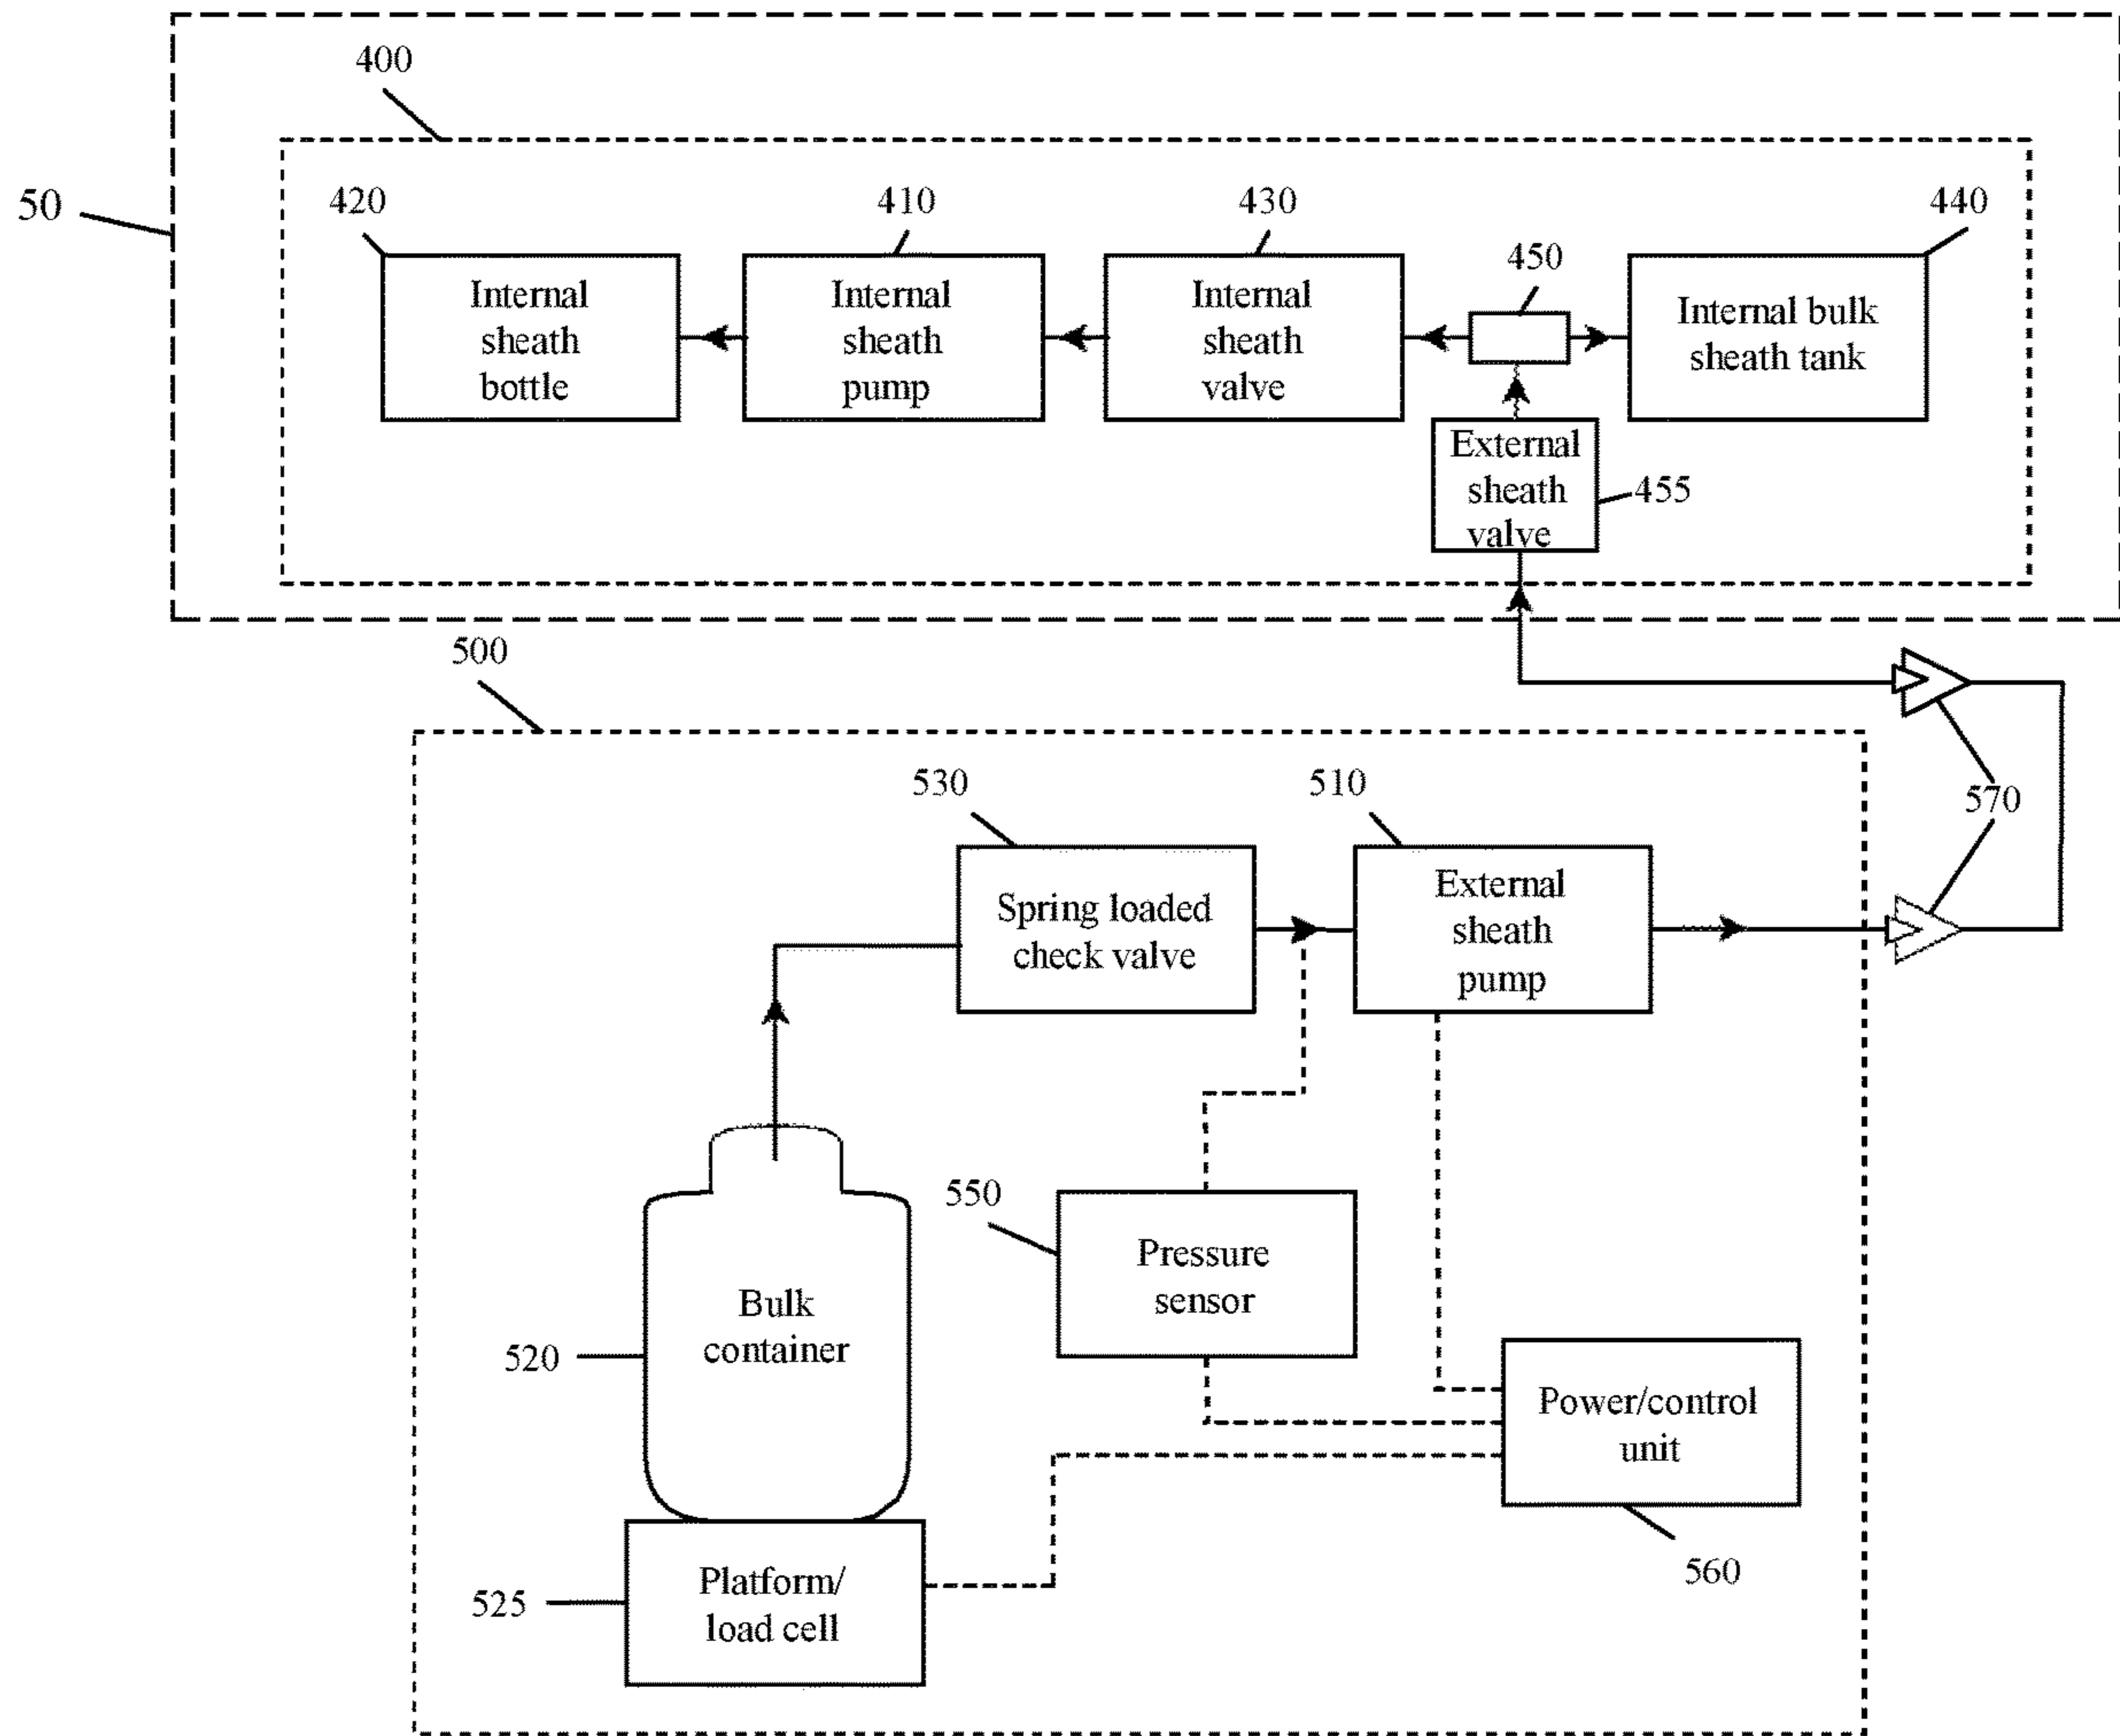 400
50
420
410
430
450
440
Internal
sheath
bottle
Internal
sheath
pump
Internal
sheath
valve
Internal bulk
sheath tank
External
sheath
valve
455
500
530
510
570
Spring loaded
check valve
External
sheath
pump
550
Pressure
sensor
Bulk
container
520
Power/control
unit
560
Platform/
load cell
525